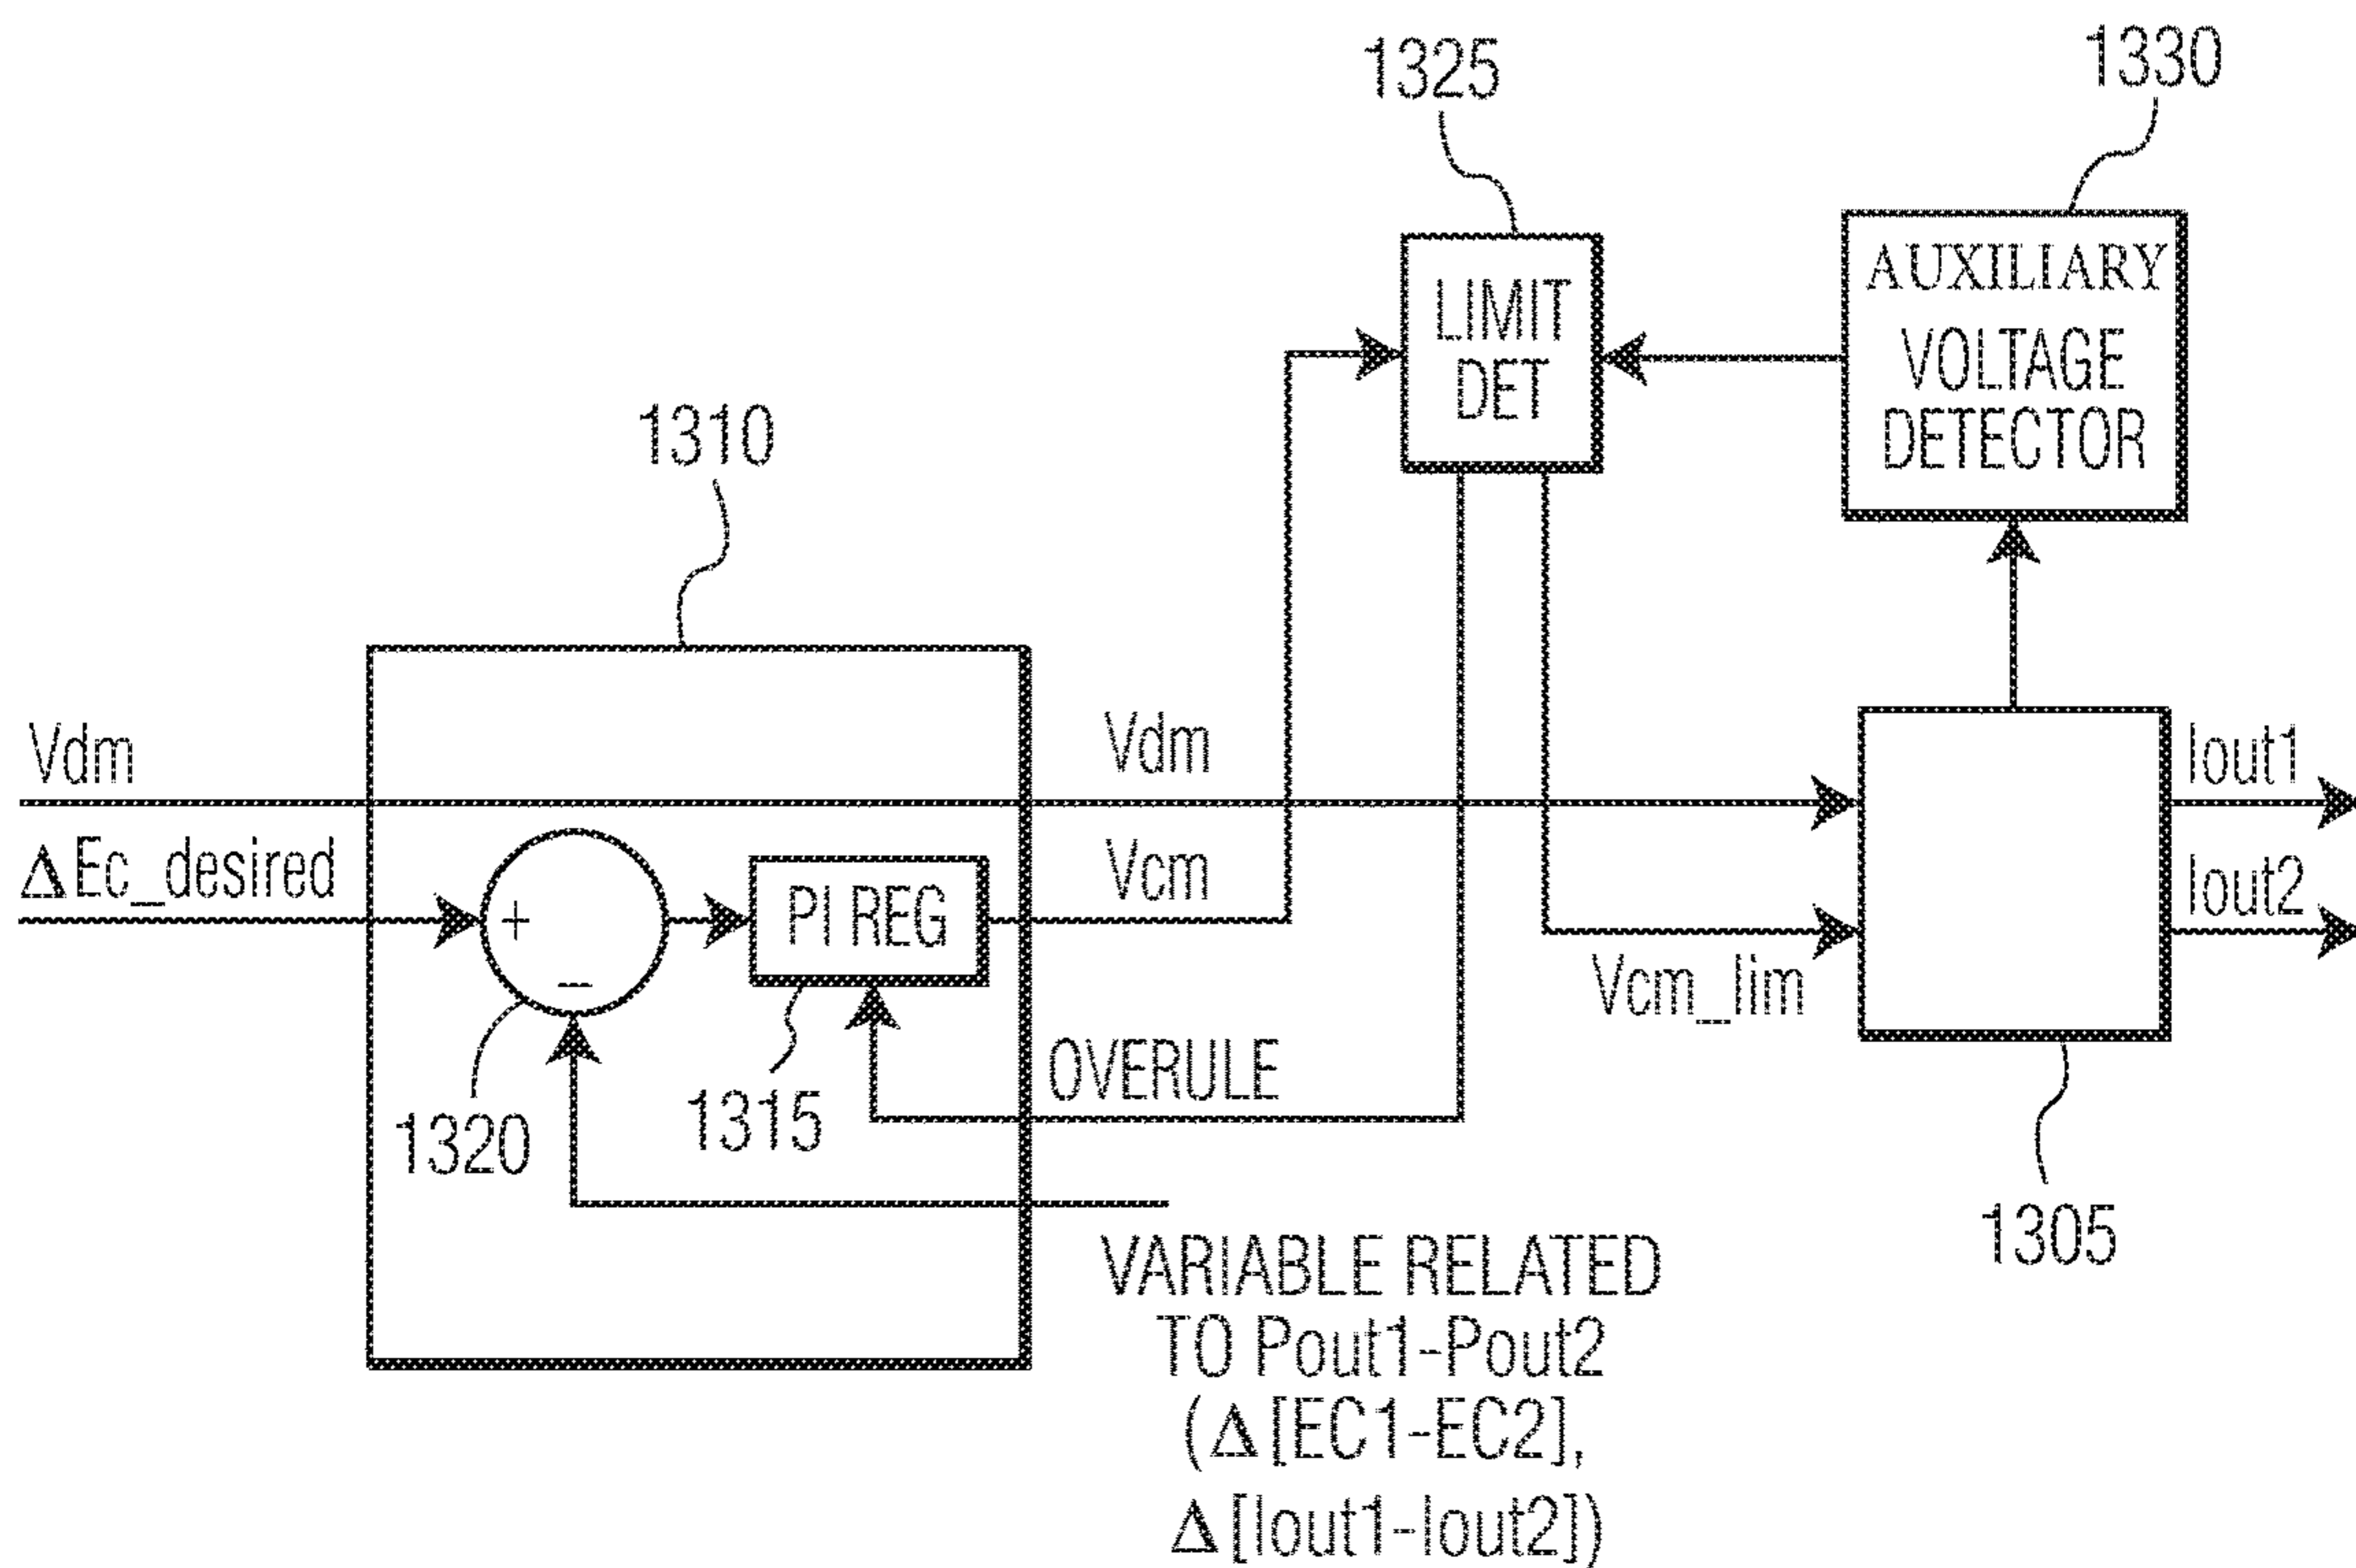 1325
1330
LIMIT
DET
AUXILIARY
VOLTAGE
DETECTOR
1310
Vdm
Vdm
Iout1
ΔEc_desired
Vcm
Iout2
+
PI REG
−
Vcm_lim
OVERULE
1320
1315
1305
VARIABLE RELATED
TO Pout1-Pout2
(Δ[EC1-EC2],
Δ[Iout1-Iout2])